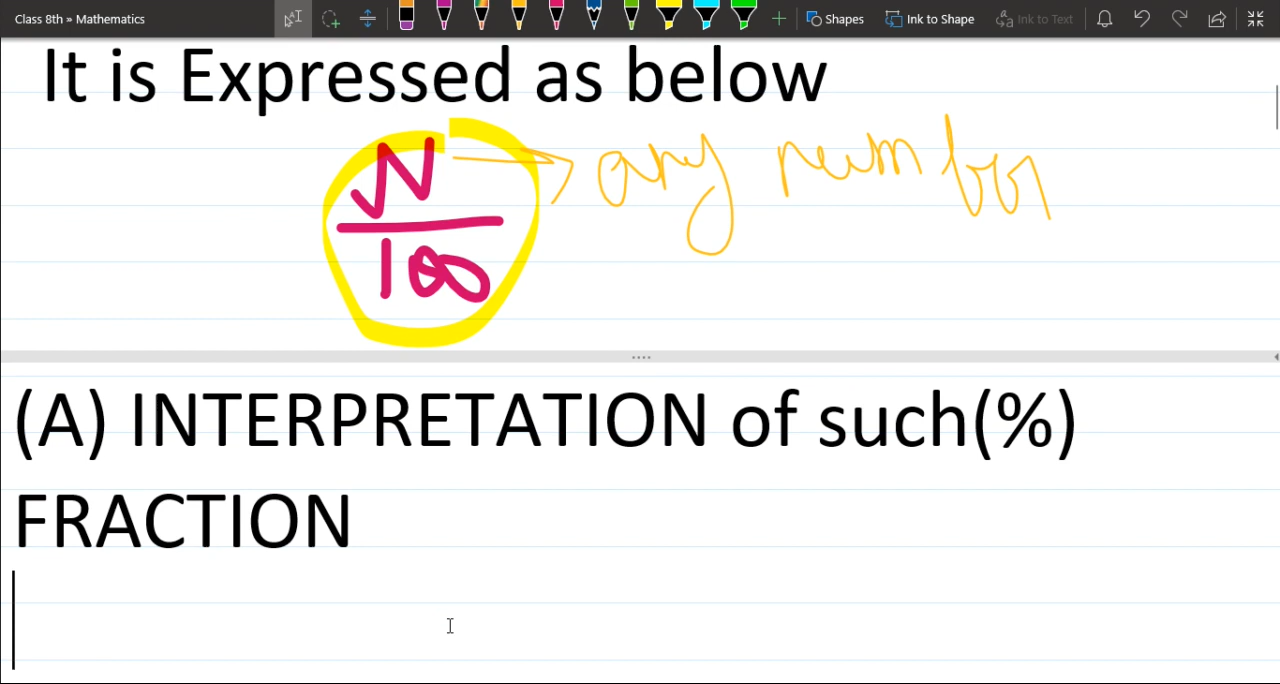 Class 8th » Mathematics
Shapes
Ink to Shape
Ink to Text
It is Expressed as below
N
100
any number
(A) INTERPRETATION of such(%)
FRACTION